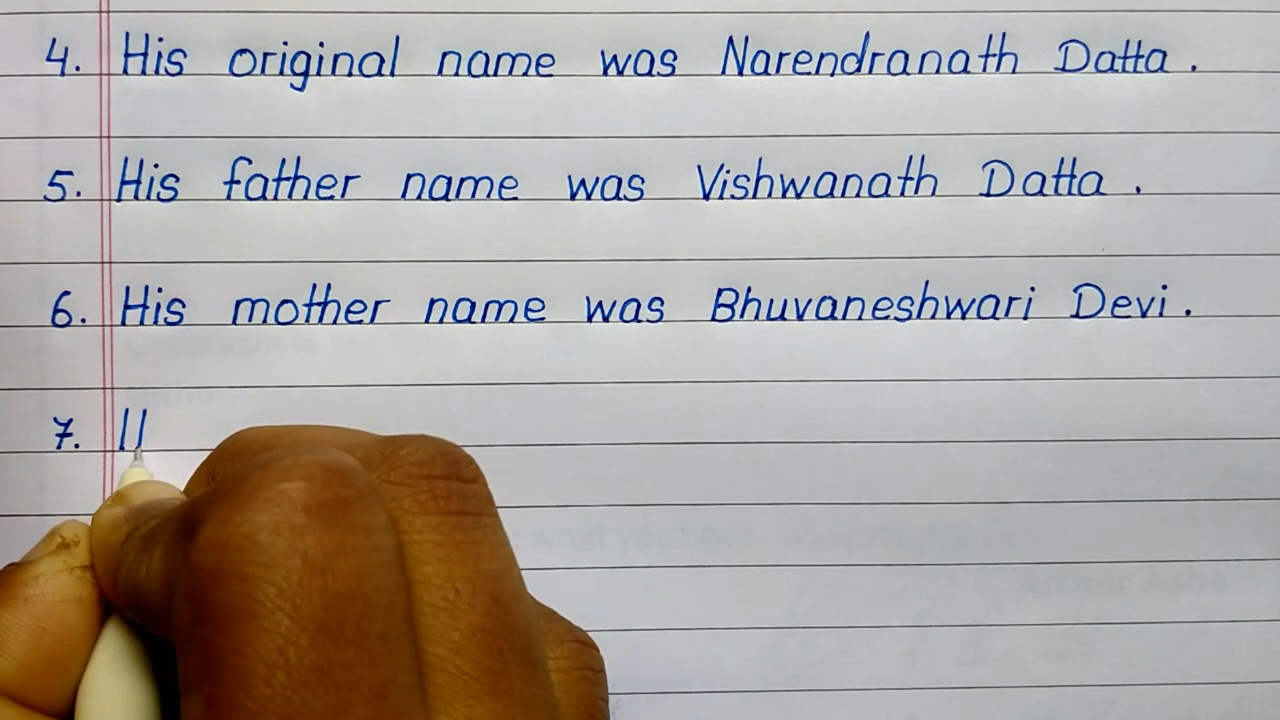 4. His original name was Narendranath Datta.
5. His father name was Vishwanath Datta.
6. His mother name was Bhuvaneshwari Devi.
7.